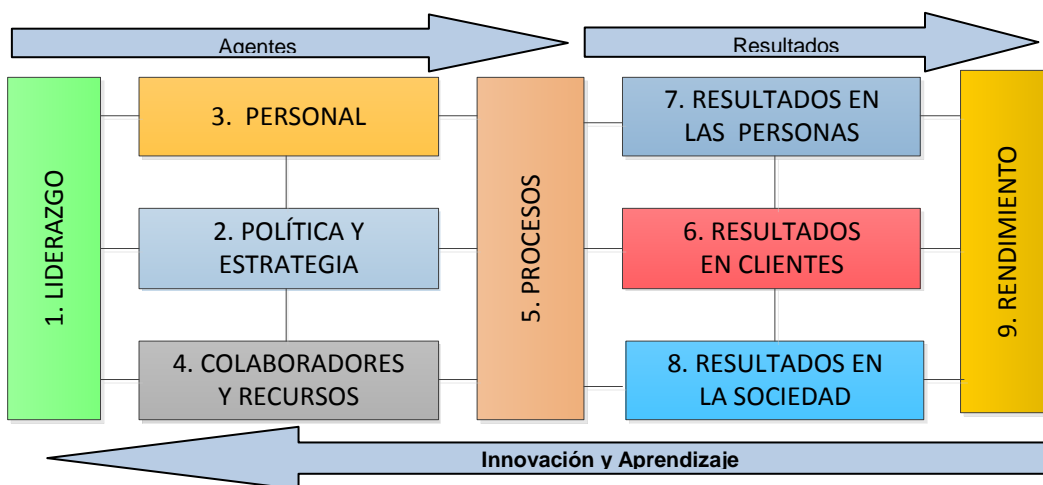 Agentes
Resultados
1. LIDERAZGO
3. PERSONAL
2. POLÍTICA Y
ESTRATEGIA
4. COLABORADORES
Y RECURSOS
5. PROCESOS
7. RESULTADOS EN
LAS PERSONAS
6. RESULTADOS
EN CLIENTES
8. RESULTADOS EN
LA SOCIEDAD
9. RENDIMIENTO
Innovación y Aprendizaje